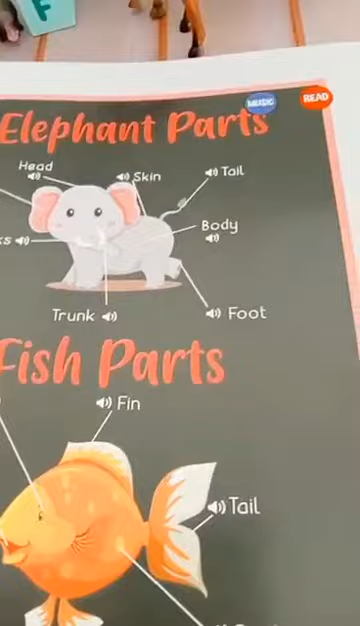 F
MUSIC
READ
Elephant Parts
Head
Skin
Tail
Body
Trunk
Foot
Fish Parts
Fin
Tail